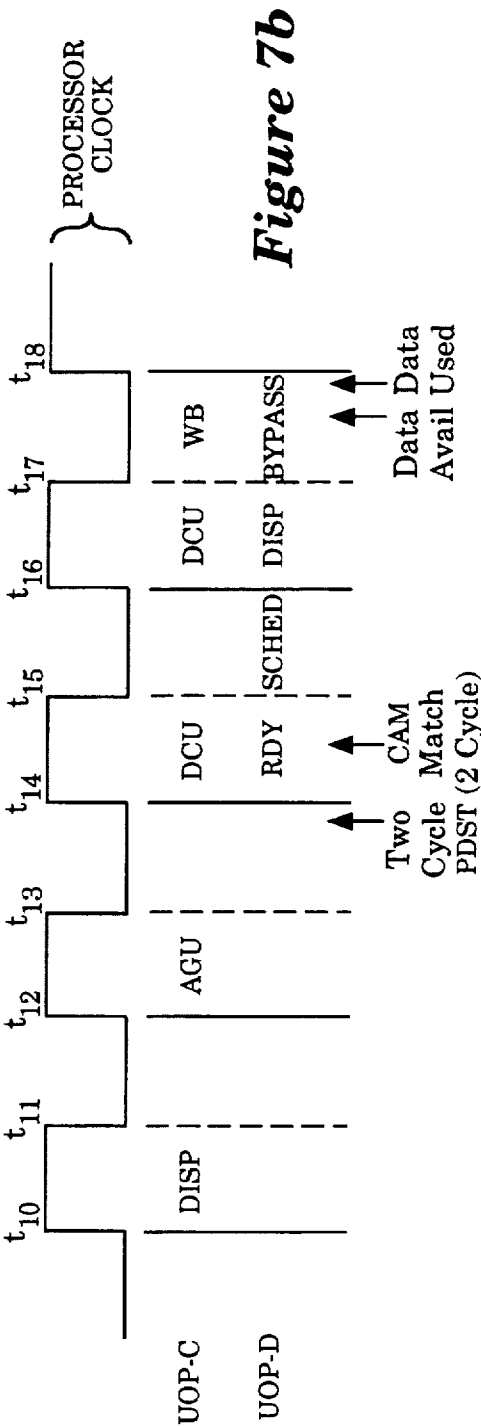 t10 t11 t12 t13 t14 t15 t16 t17 t18
PROCESSOR
CLOCK
UOP-C DISP AGU DCU DCU WB
UOP-D RDY SCHED DISP BYPASS
Two
Cycle
PDST (2 Cycle)
CAM
Match
Data Data
Avail Used
Figure 7b